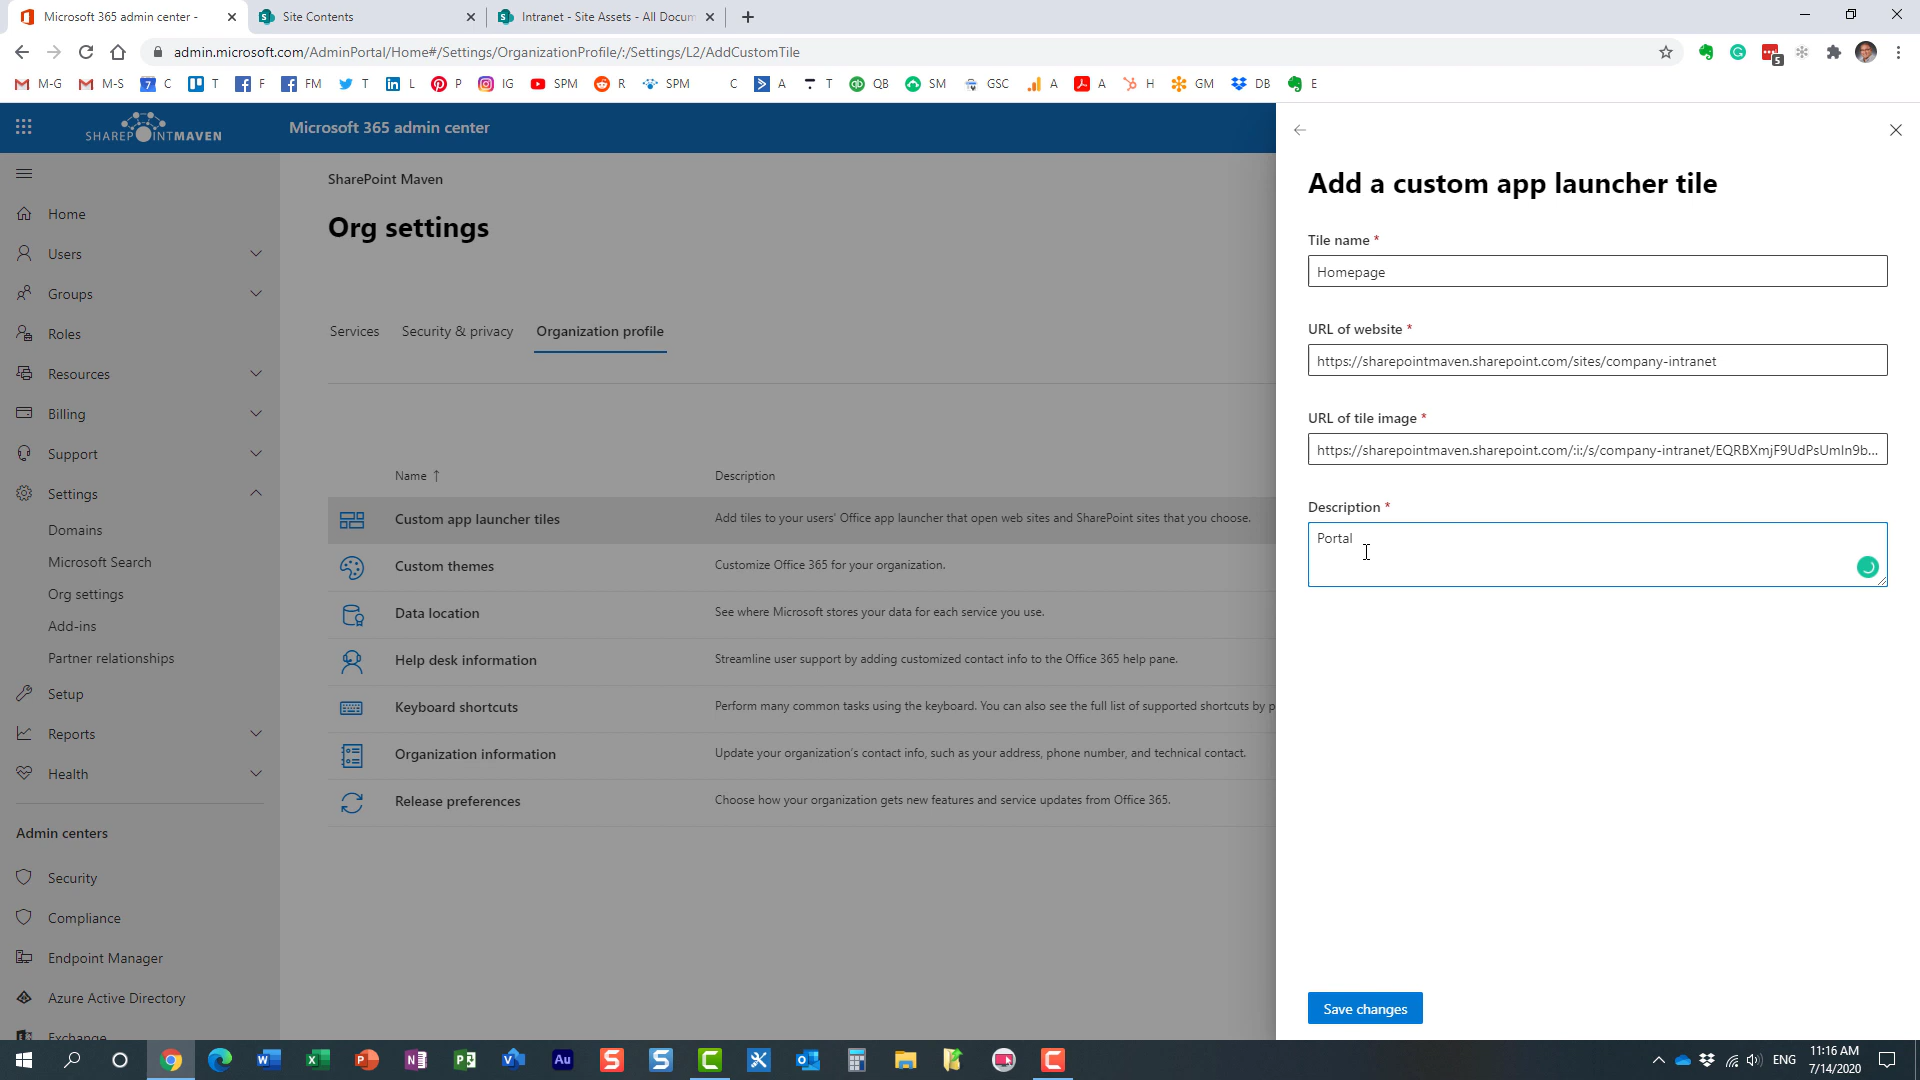 Microsoft 365 admin center -
Site Contents
Intranet - Site Assets - All Docum
admin.microsoft.com/AdminPortal/Home#/Settings/OrganizationProfile/:/Settings/L2/AddCustomTile
5
M-G
M-S
7
C
T
F
FM
T
L
P
IG
SPM
R
SPM
C
A
T
QB
SM
GSC
A
A
H
GM
DB
E
SHAREPOINTMAVEN
Microsoft 365 admin center
Home
Users
Groups
Roles
Resources
Billing
Support
Settings
Domains
Microsoft Search
Org settings
Add-ins
Partner relationships
Setup
Reports
Health
Admin centers
Security
Compliance
Endpoint Manager
Azure Active Directory
Exchange
SharePoint Maven
Org settings
Services
Security & privacy
Organization profile
Name ↑
Description
Custom app launcher tiles
Add tiles to your users' Office app launcher that open web sites and SharePoint sites that you choose.
Custom themes
Customize Office 365 for your organization.
Data location
See where Microsoft stores your data for each service you use.
Help desk information
Streamline user support by adding customized contact info to the Office 365 help pane.
Keyboard shortcuts
Perform many common tasks using the keyboard. You can also see the full list of supported shortcuts by p
Organization information
Update your organization's contact info, such as your address, phone number, and technical contact.
Release preferences
Choose how your organization gets new features and service updates from Office 365.
Add a custom app launcher tile
Tile name *
Homepage
URL of website *
https://sharepointmaven.sharepoint.com/sites/company-intranet
URL of tile image *
https://sharepointmaven.sharepoint.com/:i:/s/company-intranet/EQRBXmjF9UdPsUmIn9b...
Description *
Portal
Save changes
Au
ENG
11:16 AM
7/14/2020